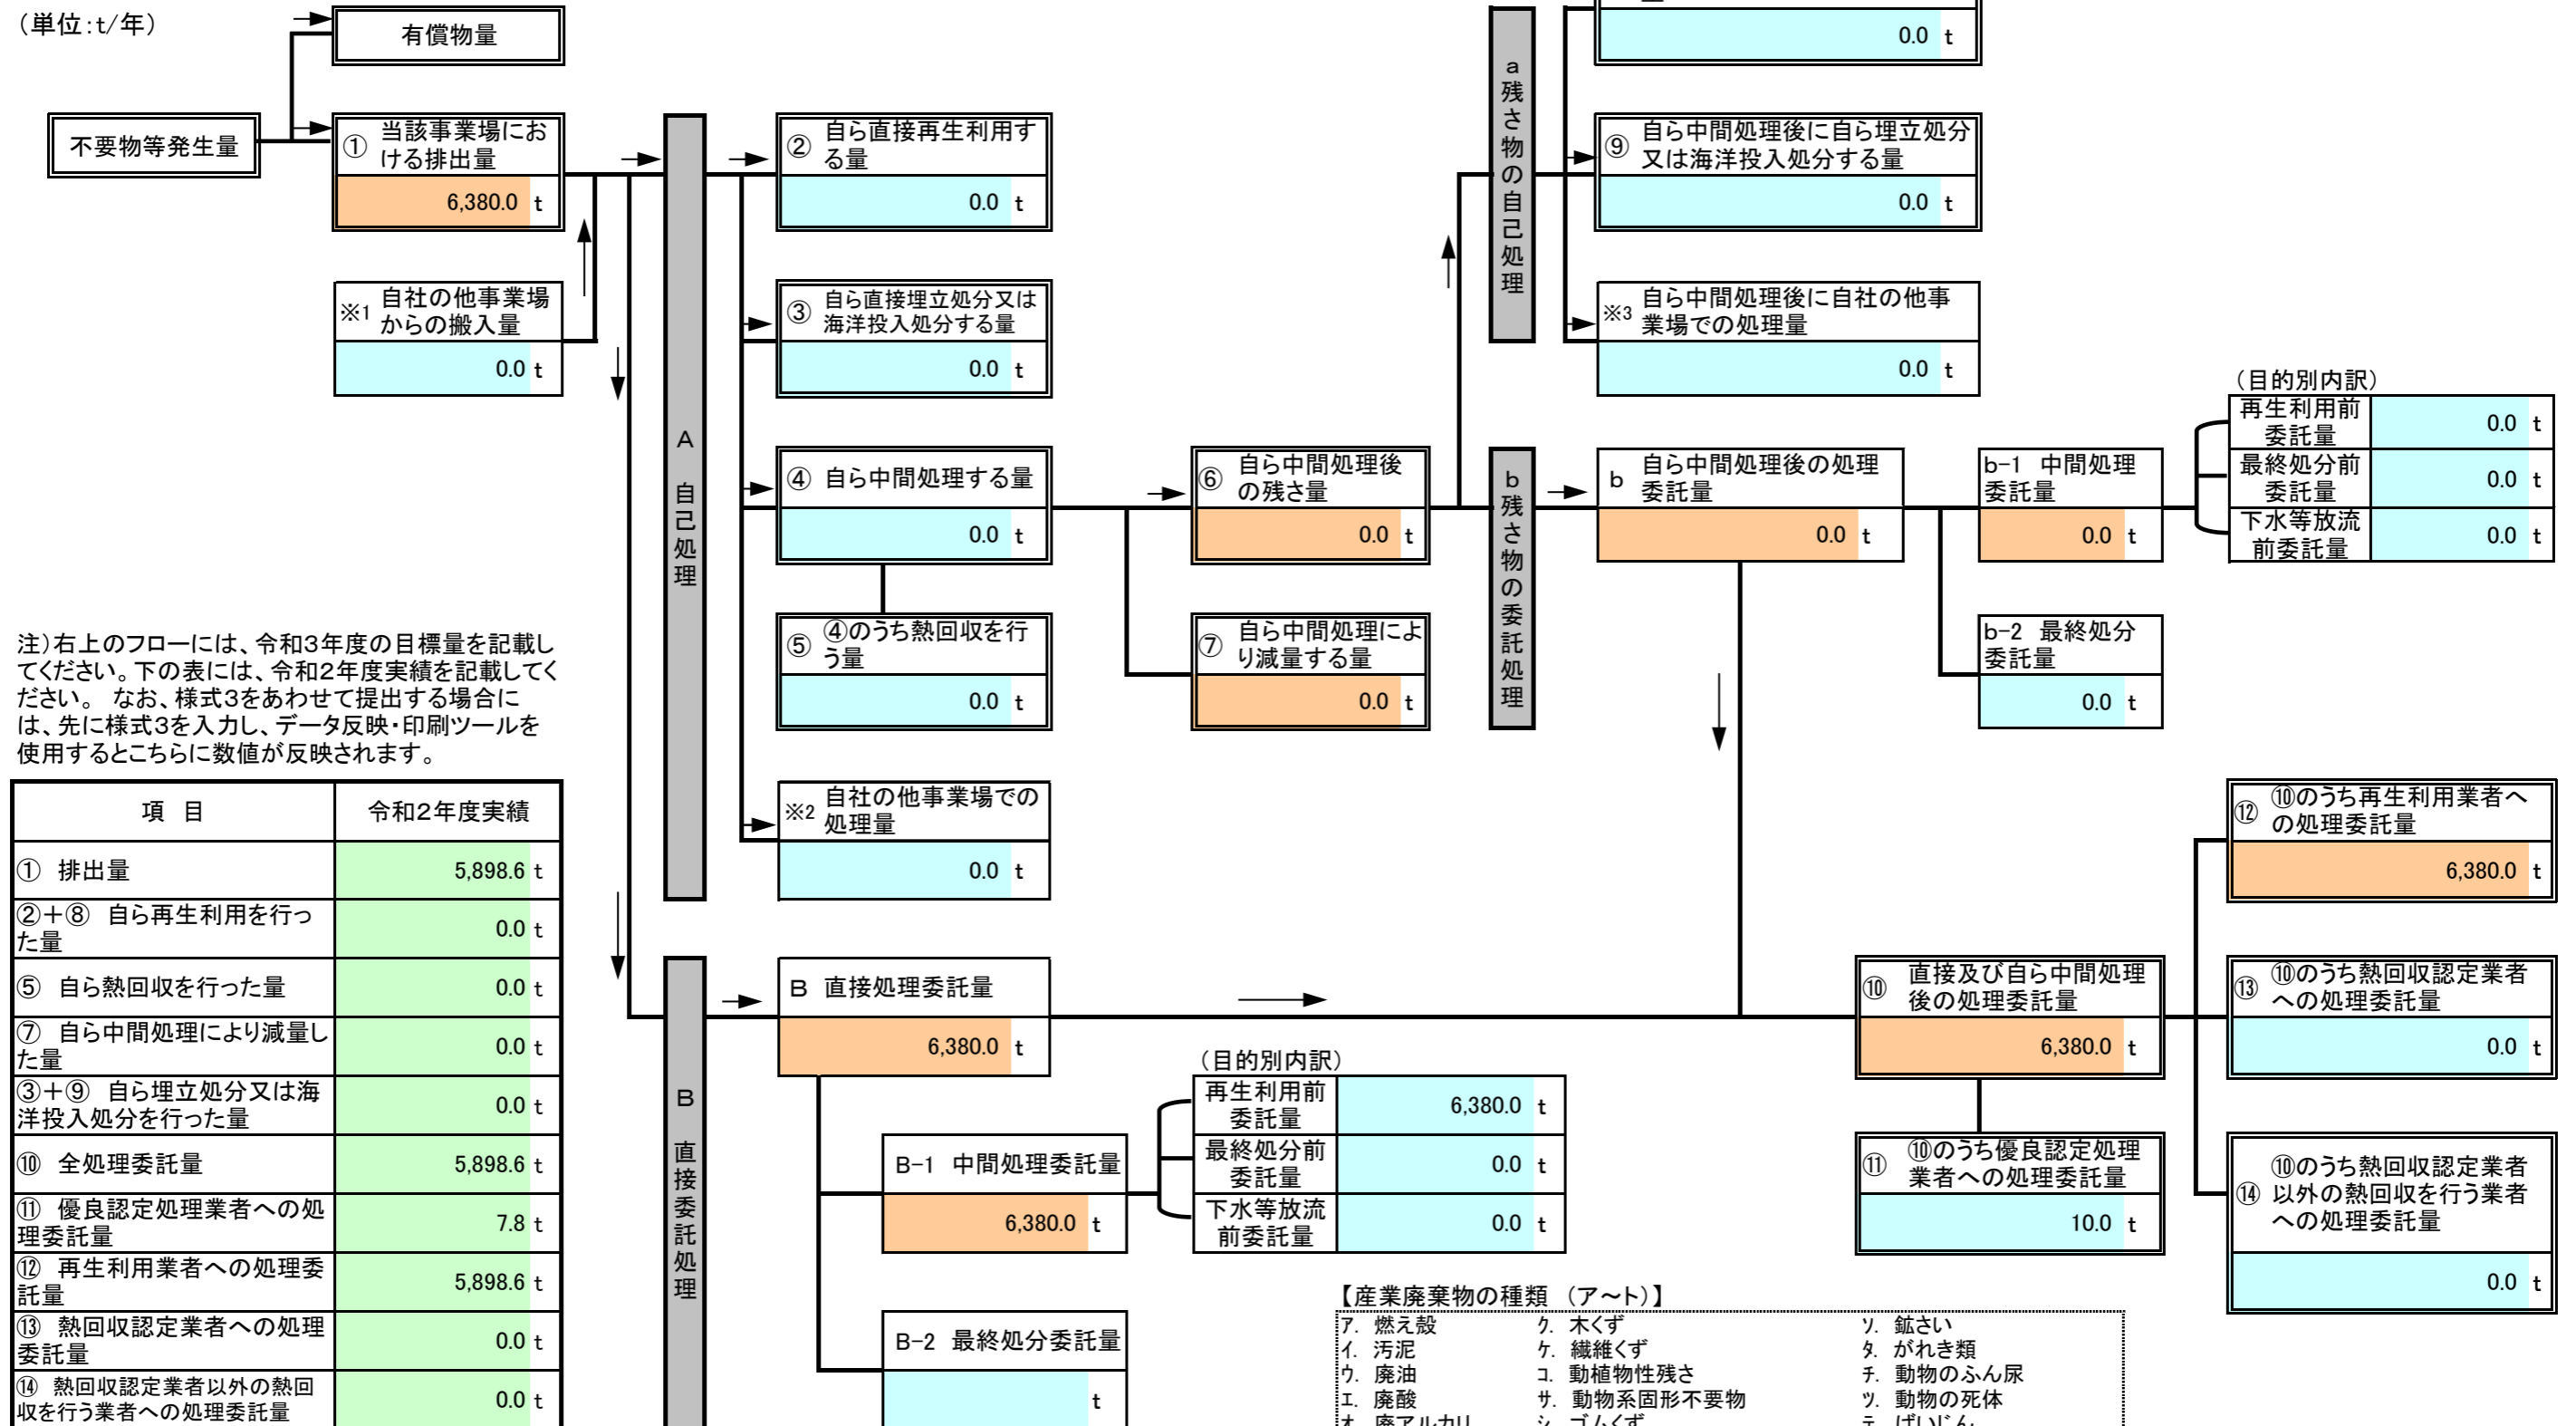 （単位：t/年）
有償物量
不要物等発生量
① 当該事業場にお
ける排出量
6,380.0 t
※1 自社の他事業場
からの搬入量
0.0 t
A 自己処理
② 自ら直接再生利用す
る量
0.0 t
③ 自ら直接埋立処分又は
海洋投入処分する量
0.0 t
④ 自ら中間処理する量
0.0 t
⑤ ④のうち熱回収を行
う量
0.0 t
※2 自社の他事業場での
処理量
0.0 t
⑥ 自ら中間処理後
の残さ量
0.0 t
⑦ 自ら中間処理によ
り減量する量
0.0 t
a 残さ物の自己処理
0.0 t
⑨ 自ら中間処理後に自ら埋立処分
又は海洋投入処分する量
0.0 t
※3 自ら中間処理後に自社の他事
業場での処理量
0.0 t
b 残さ物の委託処理
b 自ら中間処理後の処理
委託量
0.0 t
b-1 中間処理
委託量
0.0 t
（目的別内訳）
再生利用前
委託量
0.0 t
最終処分前
委託量
0.0 t
下水等放流
前委託量
0.0 t
b-2 最終処分
委託量
0.0 t
注）右上のフローには、令和3年度の目標量を記載し
てください。下の表には、令和2年度実績を記載してく
ださい。 なお、様式3をあわせて提出する場合に
は、先に様式3を入力し、データ反映・印刷ツールを
使用するとこちらに数値が反映されます。
項 目 令和2年度実績
① 排出量 5,898.6 t
②＋⑧ 自ら再生利用を行っ
た量
0.0 t
⑤ 自ら熱回収を行った量 0.0 t
⑦ 自ら中間処理により減量し
た量
0.0 t
③＋⑨ 自ら埋立処分又は海
洋投入処分を行った量
0.0 t
⑩ 全処理委託量 5,898.6 t
⑪ 優良認定処理業者への処
理委託量
7.8 t
⑫ 再生利用業者への処理委
託量
5,898.6 t
⑬ 熱回収認定業者への処理
委託量
0.0 t
⑭ 熱回収認定業者以外の熱回
収を行う業者への処理委託量
0.0 t
B 直接委託処理
B 直接処理委託量
6,380.0 t
B-1 中間処理委託量
6,380.0 t
（目的別内訳）
再生利用前
委託量
6,380.0 t
最終処分前
委託量
0.0 t
下水等放流
前委託量
0.0 t
B-2 最終処分委託量
t
⑩ 直接及び自ら中間処理
後の処理委託量
6,380.0 t
⑪ ⑩のうち優良認定処理
業者への処理委託量
10.0 t
⑫ ⑩のうち再生利用業者へ
の処理委託量
6,380.0 t
⑬ ⑩のうち熱回収認定業者
への処理委託量
0.0 t
⑭ ⑩のうち熱回収認定業者
以外の熱回収を行う業者
への処理委託量
0.0 t
【産業廃棄物の種類 （ア～ト）】
ア. 燃え殻 ク. 木くず ソ. 鉱さい
イ. 汚泥 ケ. 繊維くず タ. がれき類
ウ. 廃油 コ. 動植物性残さ チ. 動物のふん尿
エ. 廃酸 サ. 動物系固形不要物 ツ. 動物の死体
オ. 廃アルカリ シ. ゴムくず テ. ばいじん